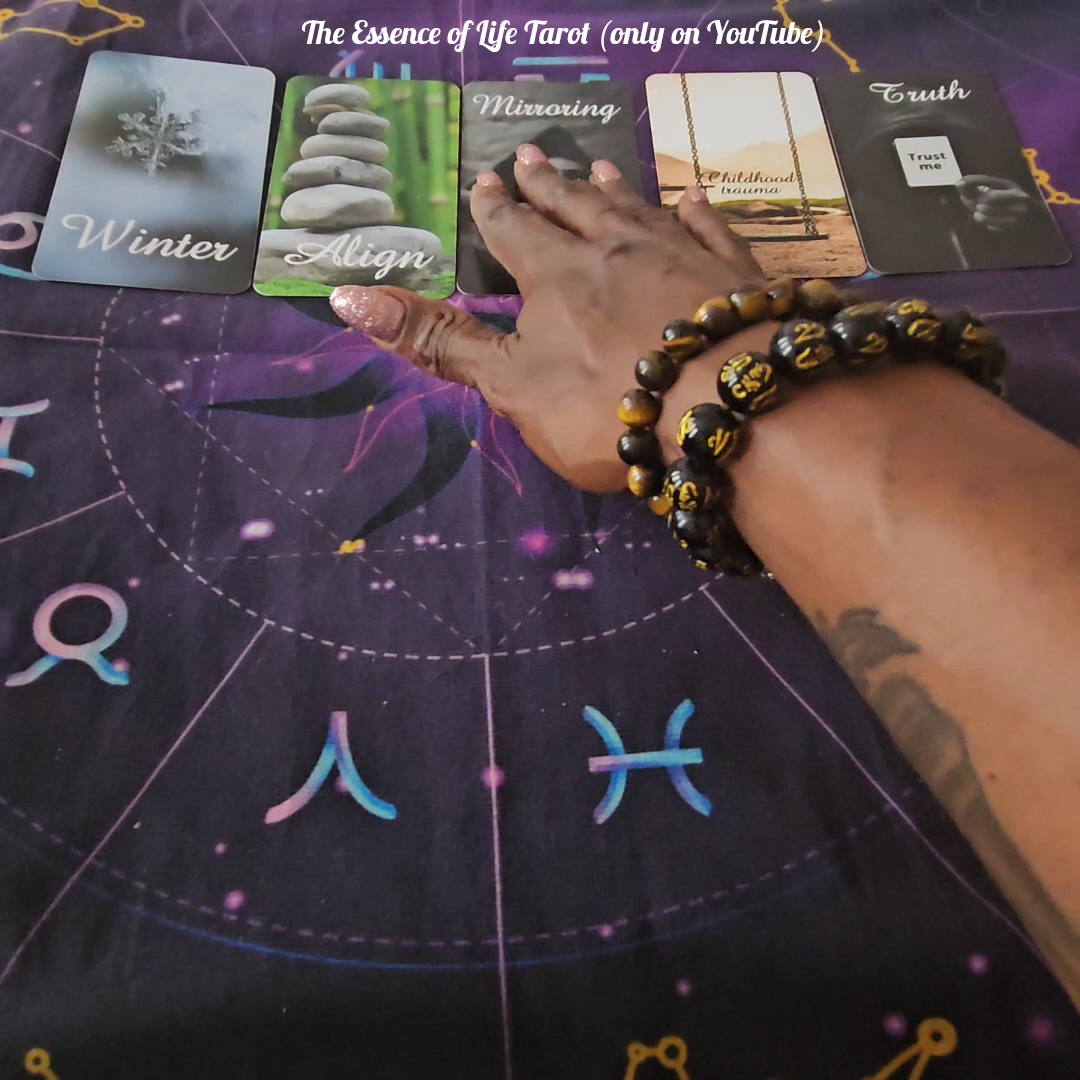 The Essence of Life Tarot (only on YouTube)
Winter
Align
Mirroring
Childhood
trauma
Truth
Trust
me